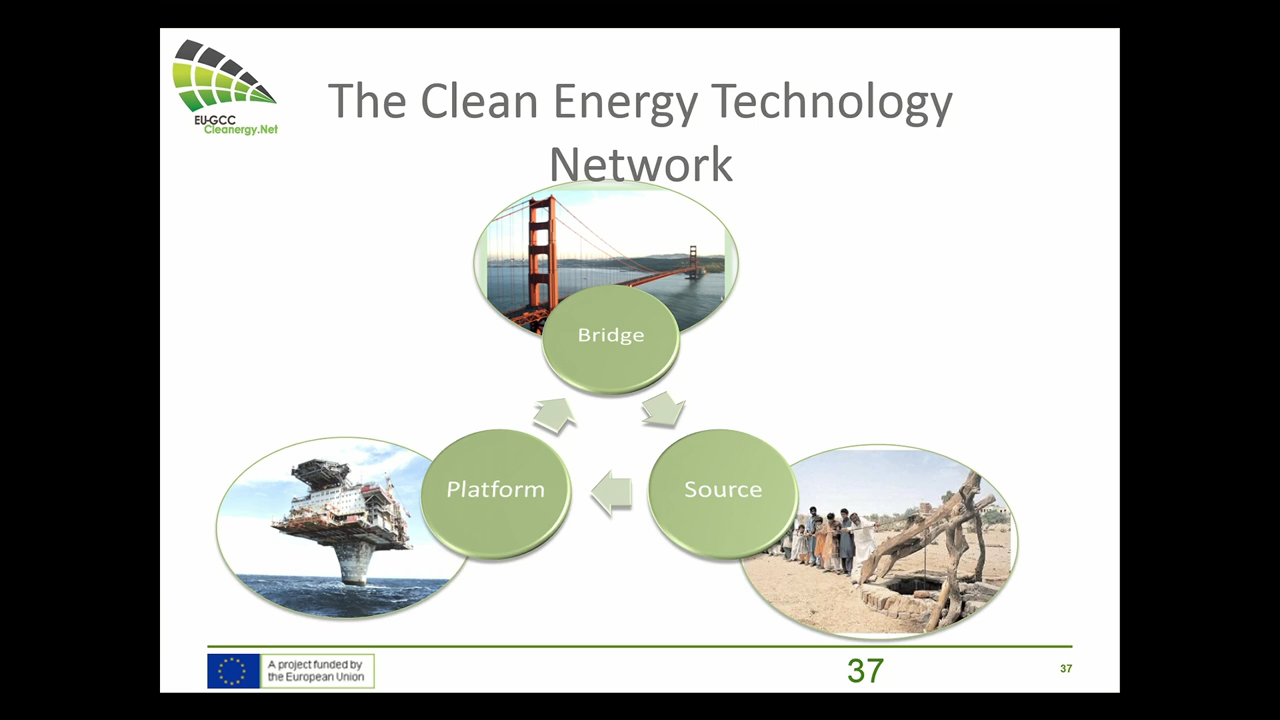 EU-GCC
Cleanergy.Net
The Clean Energy Technology
Network
Bridge
Platform
Source
A project funded by
the European Union
37
37